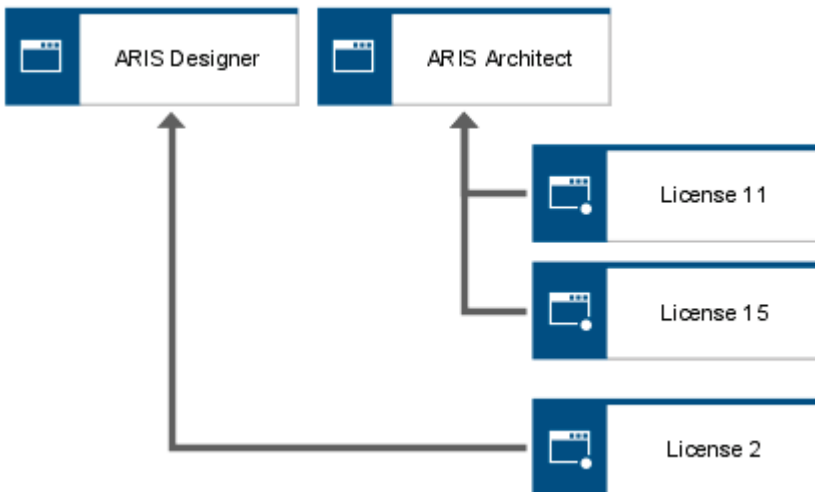 ARIS Designer
ARIS Architect
License 11
License 15
License 2